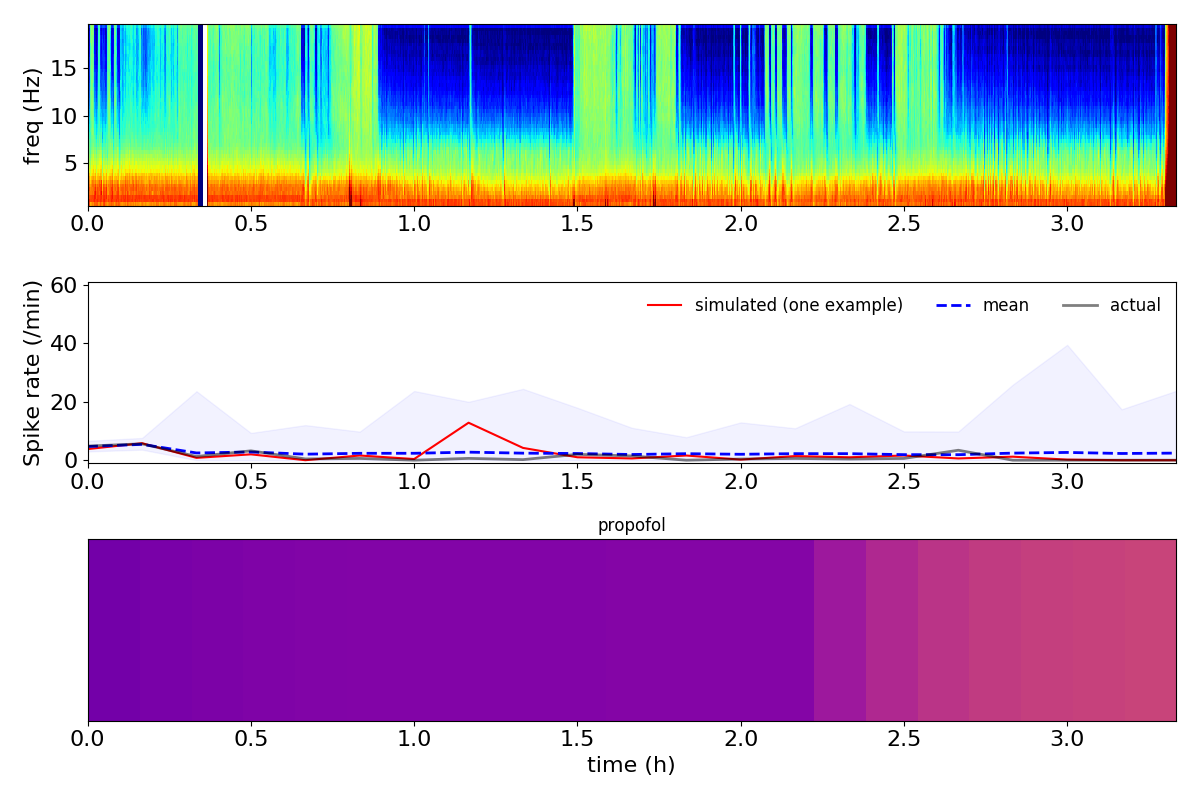 freq (Hz)
15
10
5
0.0 0.5 1.0 1.5 2.0 2.5 3.0
Spike rate (/min)
60
40
20
0
simulated (one example) mean actual
0.0 0.5 1.0 1.5 2.0 2.5 3.0
propofol
0.0 0.5 1.0 1.5 2.0 2.5 3.0
time (h)